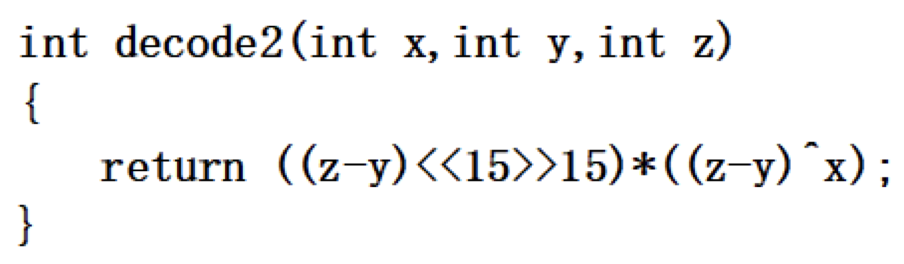 int decode2(int x,int y,int z)
{
return ((z-y)<<15>>15)*((z-y)^x);
}